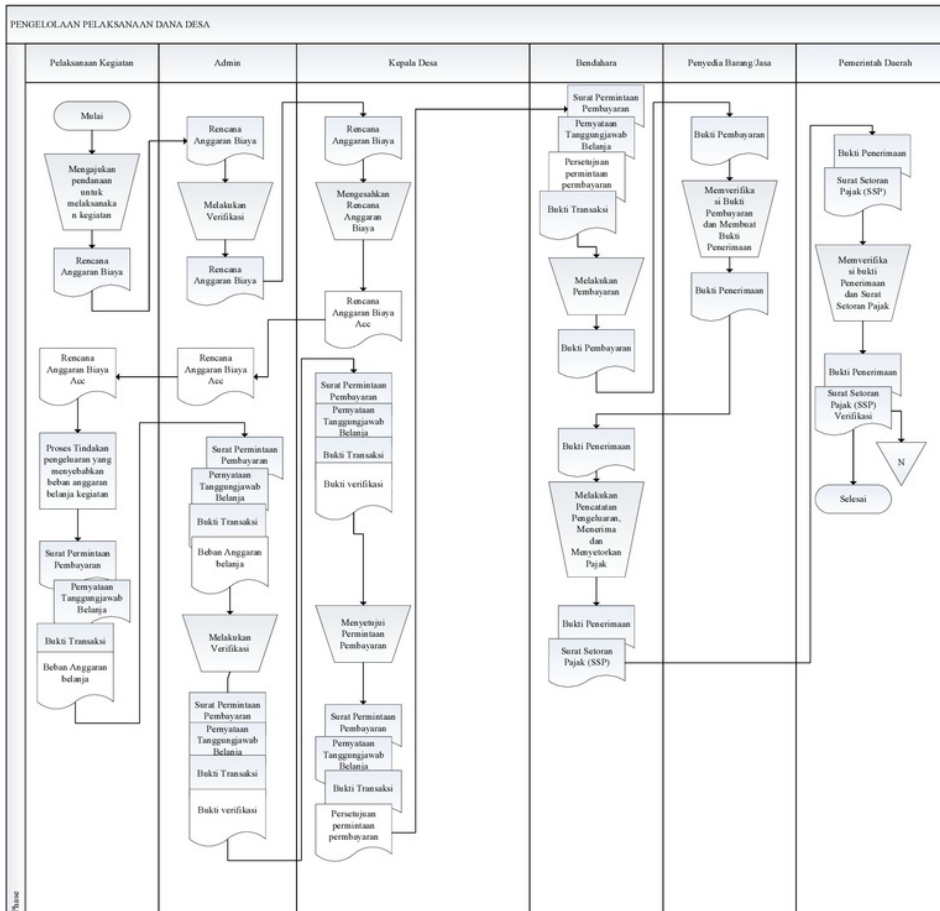 PENGELOLAAN PELAKSANAAN DANA DESA
Pelaksanaan Kegiatan
Admin
Kepala Desa
Bendahara
Penyedia Barang/Jasa
Pemerintah Daerah
Mulai
Mengajukan
pendanaan
untuk
melaksanaka
n kegiatan
Rencana
Anggaran Biaya
Rencana
Anggaran Biaya
Acc
Proses Tindakan
pengeluaran yang
menyebabkan
beban anggaran
belanja kegiatan
Surat Permintaan
Pembayaran
Pernyataan
Tanggungjawab
Belanja
Bukti Transaksi
Beban Anggaran
belanja
Rencana
Anggaran Biaya
Melakukan
Verifikasi
Rencana
Anggaran Biaya
Rencana
Anggaran Biaya
Acc
Surat Permintaan
Pembayaran
Pernyataan
Tanggungjawab
Belanja
Bukti Transaksi
Beban Anggaran
belanja
Melakukan
Verifikasi
Surat Permintaan
Pembayaran
Pernyataan
Tanggungjawab
Belanja
Bukti Transaksi
Bukti verifikasi
Rencana
Anggaran Biaya
Mengesahkan
Rencana
Anggaran
Biaya
Rencana
Anggaran Biaya
Acc
Surat Permintaan
Pembayaran
Pernyataan
Tanggungjawab
Belanja
Bukti Transaksi
Bukti verifikasi
Menyetujui
Permintaan
Pembayaran
Surat Permintaan
Pembayaran
Pernyataan
Tanggungjawab
Belanja
Bukti Transaksi
Persetujuan
permintaan
permbayaran
Surat Permintaan
Pembayaran
Pernyataan
Tanggungjawab
Belanja
Persetujuan
permintaan
permbayaran
Bukti Transaksi
Melakukan
Pembayaran
Bukti Pembayaran
Bukti Penerimaan
Melakukan
Pencatatan
Pengeluaran,
Menerima
dan
Menyetorkan
Pajak
Bukti Penerimaan
Surat Setoran
Pajak (SSP)
Bukti Pembayaran
Memverifika
si Bukti
Pembayaran
dan Membuat
Bukti
Penerimaan
Bukti Penerimaan
Bukti Penerimaan
Surat Setoran
Pajak (SSP)
Memverifika
si bukti
Penerimaan
dan Surat
Setoran Pajak
Bukti Penerimaan
Surat Setoran
Pajak (SSP)
Verifikasi
N
Selesai
Phase